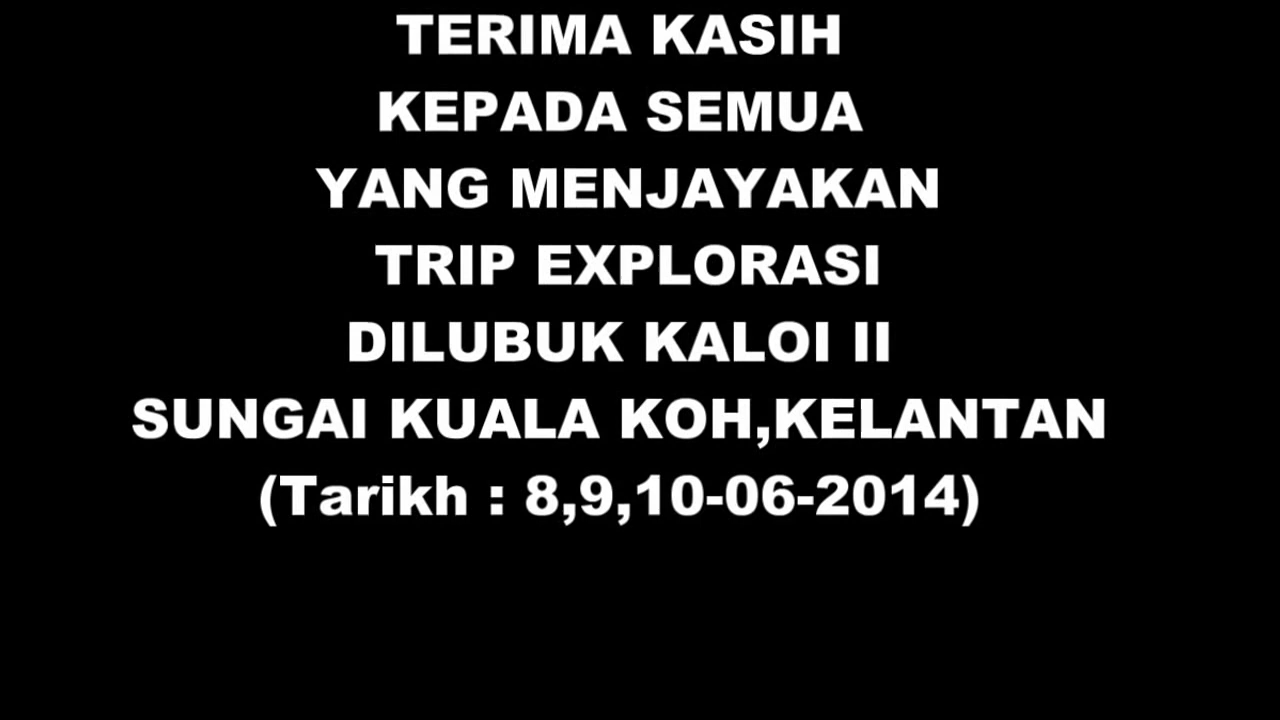 TERIMA KASIH
KEPADA SEMUA
YANG MENJAYAKAN
TRIP EXPLORASI
DILUBUK KALOI II
SUNGAI KUALA KOH,KELANTAN
(Tarikh : 8,9,10-06-2014)